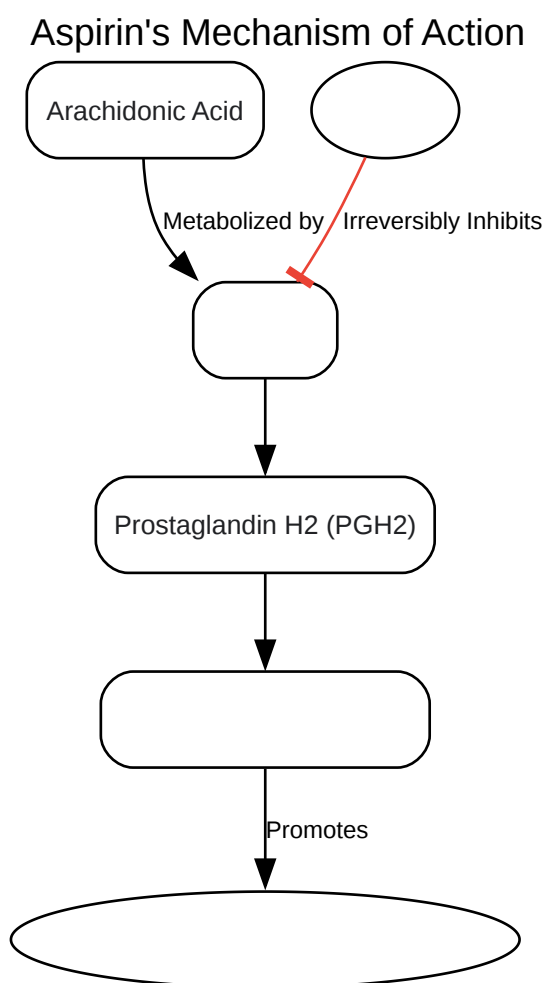 Aspirin's Mechanism of Action
Arachidonic Acid
Metabolized by
Irreversibly Inhibits
Prostaglandin H2 (PGH2)
Promotes